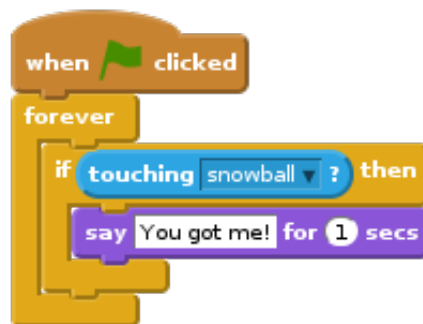 when clicked
forever
if touching snowball ? then
say You got me! for 1 secs